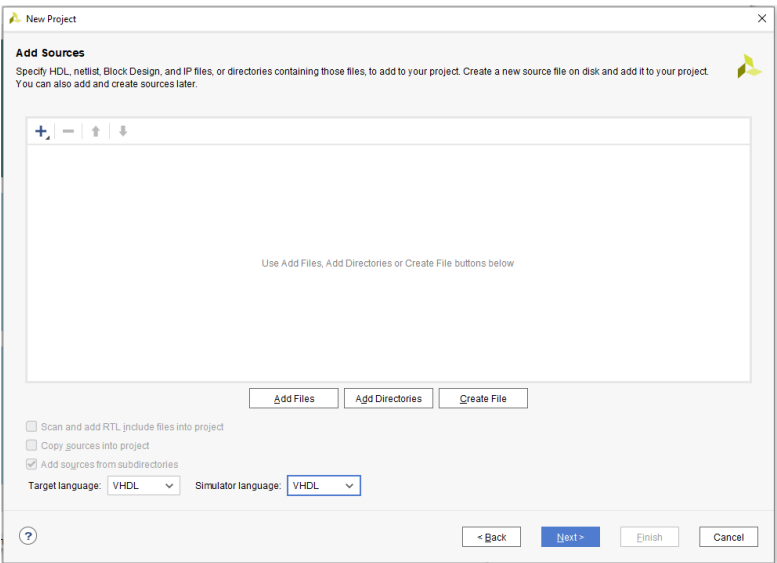 New Project
Add Sources
Specify HDL, netlist, Block Design, and IP files, or directories containing those files, to add to your project. Create a new source file on disk and add it to your project.
You can also add and create sources later.
Use Add Files, Add Directories or Create File buttons below
Add Files Add Directories Create File
Scan and add RTL include files into project
Copy sources into project
Add sources from subdirectories
Target language: VHDL Simulator language: VHDL
? < Back Next > Finish Cancel